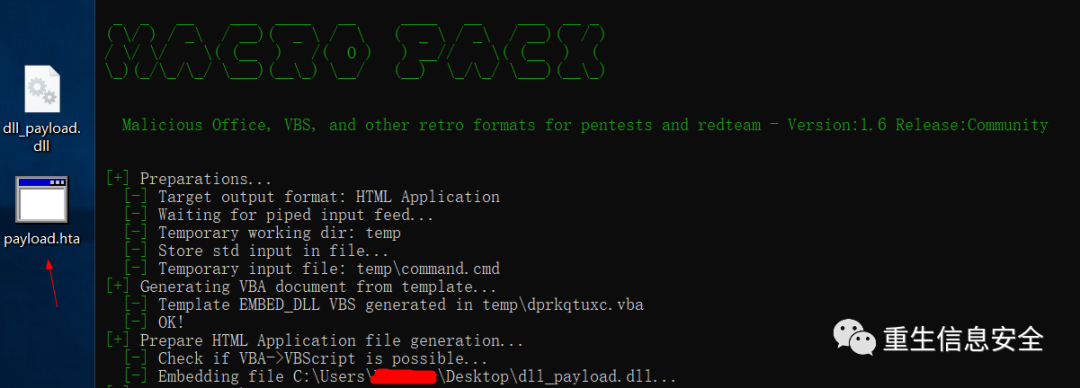 MACRO PACK
Malicious Office, VBS, and other retro formats for pentests and redteam - Version:1.6 Release:Community
dll_payload.
dll
payload.hta
[+] Preparations...
[-] Target output format: HTML Application
[-] Waiting for piped input feed...
[-] Temporary working dir: temp
[-] Store std input in file...
[-] Temporary input file: temp\command.cmd
[+] Generating VBA document from template...
[-] Template EMBED_DLL VBS generated in temp\dprkqtuxc.vba
[-] OK!
[+] Prepare HTML Application file generation...
[-] Check if VBA->VBScript is possible...
[-] Embedding file C:\Users\
\Desktop\dll_payload.dll...
重生信息安全